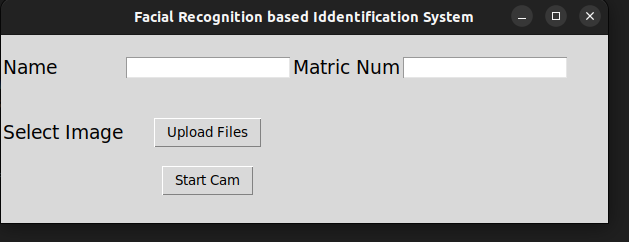 Facial Recognition based Iddentification System
Name Matric Num
Select Image Upload Files
Start Cam